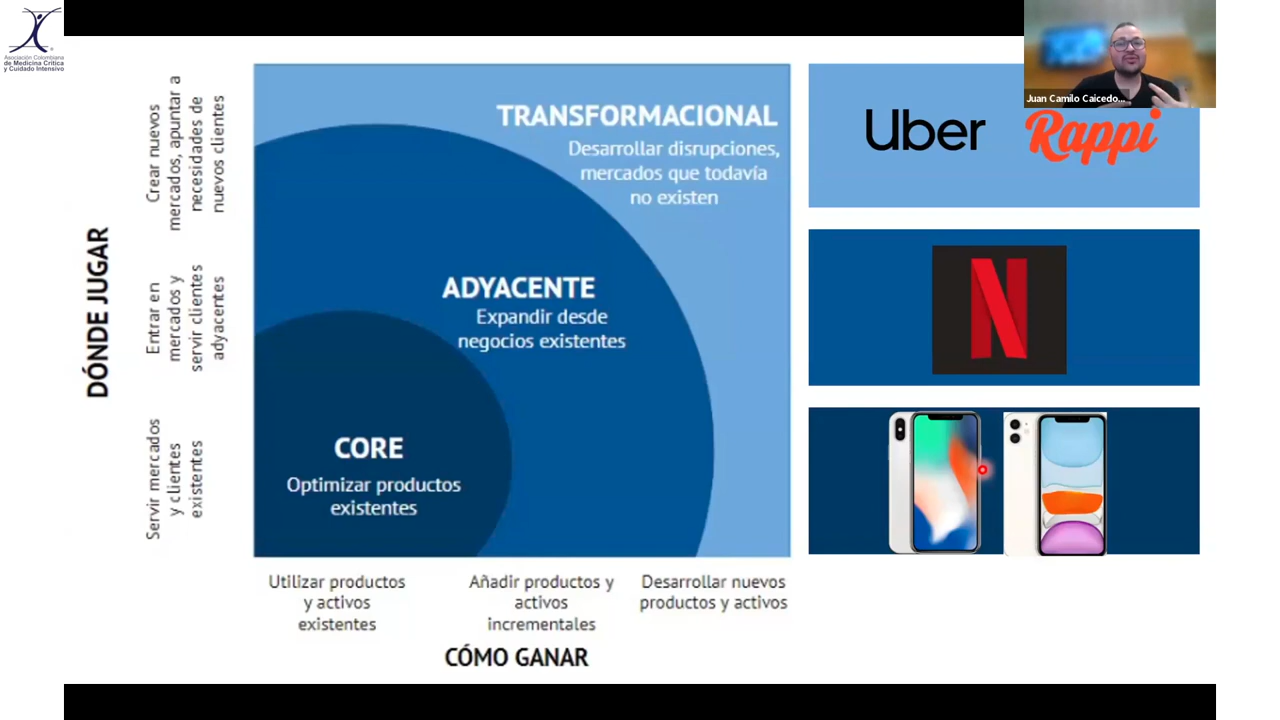 Asociación Colombiana
de Medicina Crítica
y Cuidado Intensivo
Juan Camilo Caicedo...
DÓNDE JUGAR
Crear nuevos
mercados, apuntar a
necesidades de
nuevos clientes
Entrar en
mercados y
servir clientes
adyacentes
Servir mercados
y clientes
existentes
TRANSFORMACIONAL
Desarrollar disrupciones,
mercados que todavía
no existen
ADYACENTE
Expandir desde
negocios existentes
CORE
Optimizar productos
existentes
Uber
Rappi
N
Utilizar productos
y activos
existentes
Añadir productos y
activos
incrementales
Desarrollar nuevos
productos y activos
CÓMO GANAR